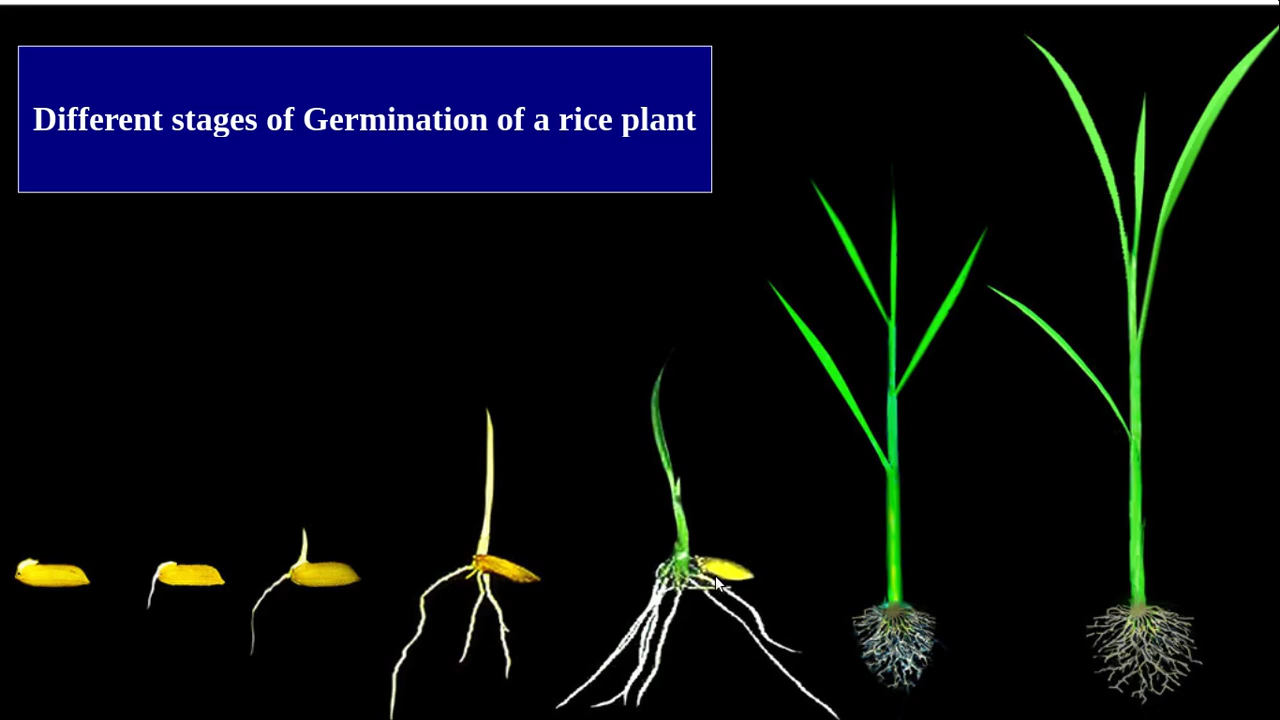 Different stages of Germination of a rice plant